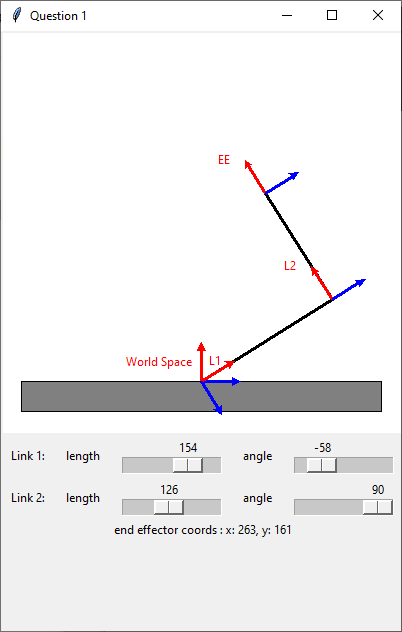 Question 1
EE
L2
World Space L1
154 -58
Link 1: length angle
126 90
Link 2: length angle
end effector coords : x: 263, y: 161